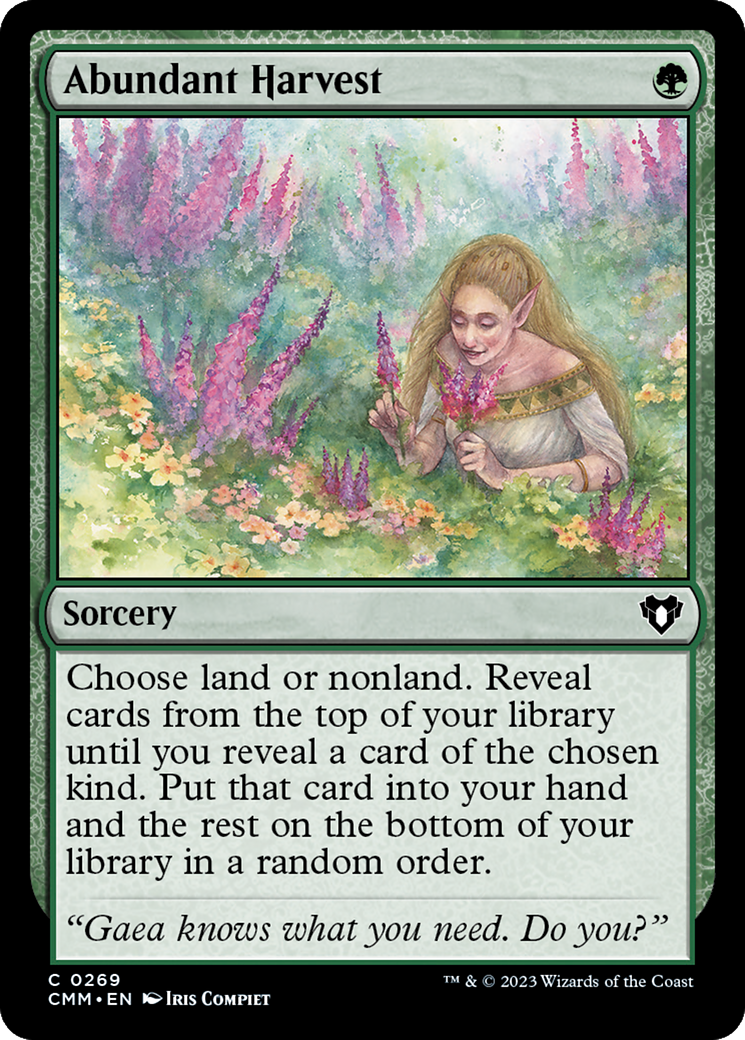 Abundant Harvest
Sorcery
Choose land or nonland. Reveal
cards from the top of your library
until you reveal a card of the chosen
kind. Put that card into your hand
and the rest on the bottom of your
library in a random order.
“Gaea knows what you need. Do you?”
C 0269
™ & © 2023 Wizards of the Coast
CMM • EN Iris Compiet